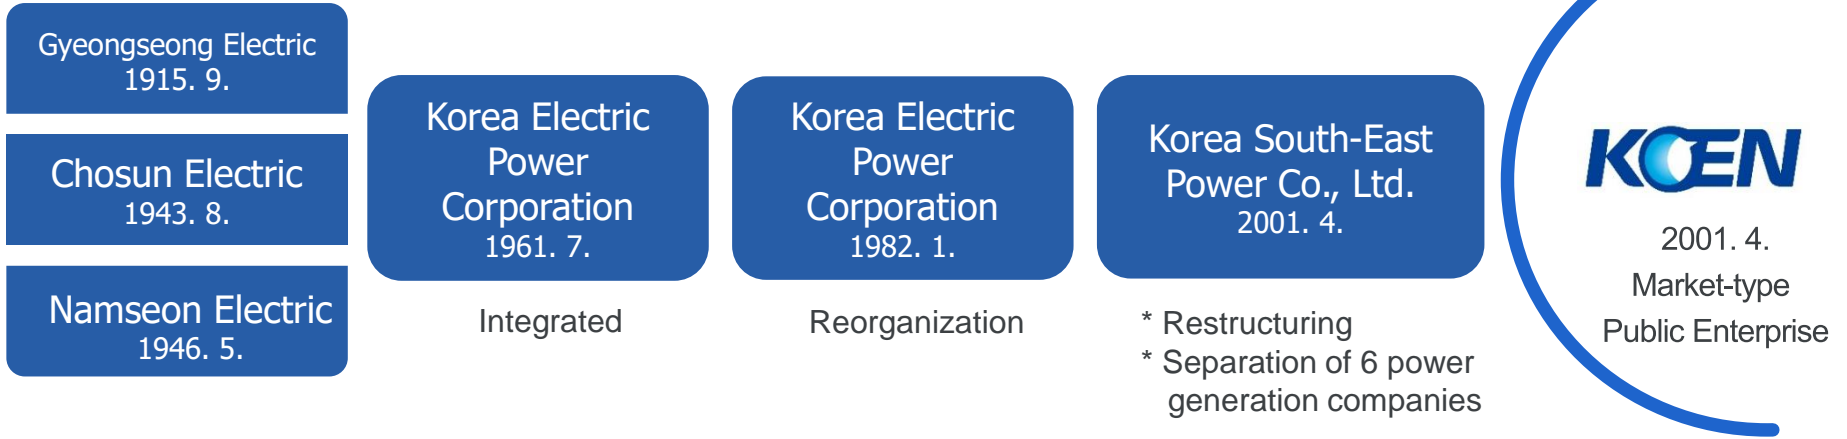 Gyeongseong Electric
1915. 9.
Chosun Electric
1943. 8.
Namseon Electric
1946. 5.
Korea Electric
Power
Corporation
1961. 7.
Integrated
Korea Electric
Power
Corporation
1982. 1.
Reorganization
Korea South-East
Power Co., Ltd.
2001. 4.
* Restructuring
* Separation of 6 power
generation companies
KOEN
2001. 4.
Market-type
Public Enterprise